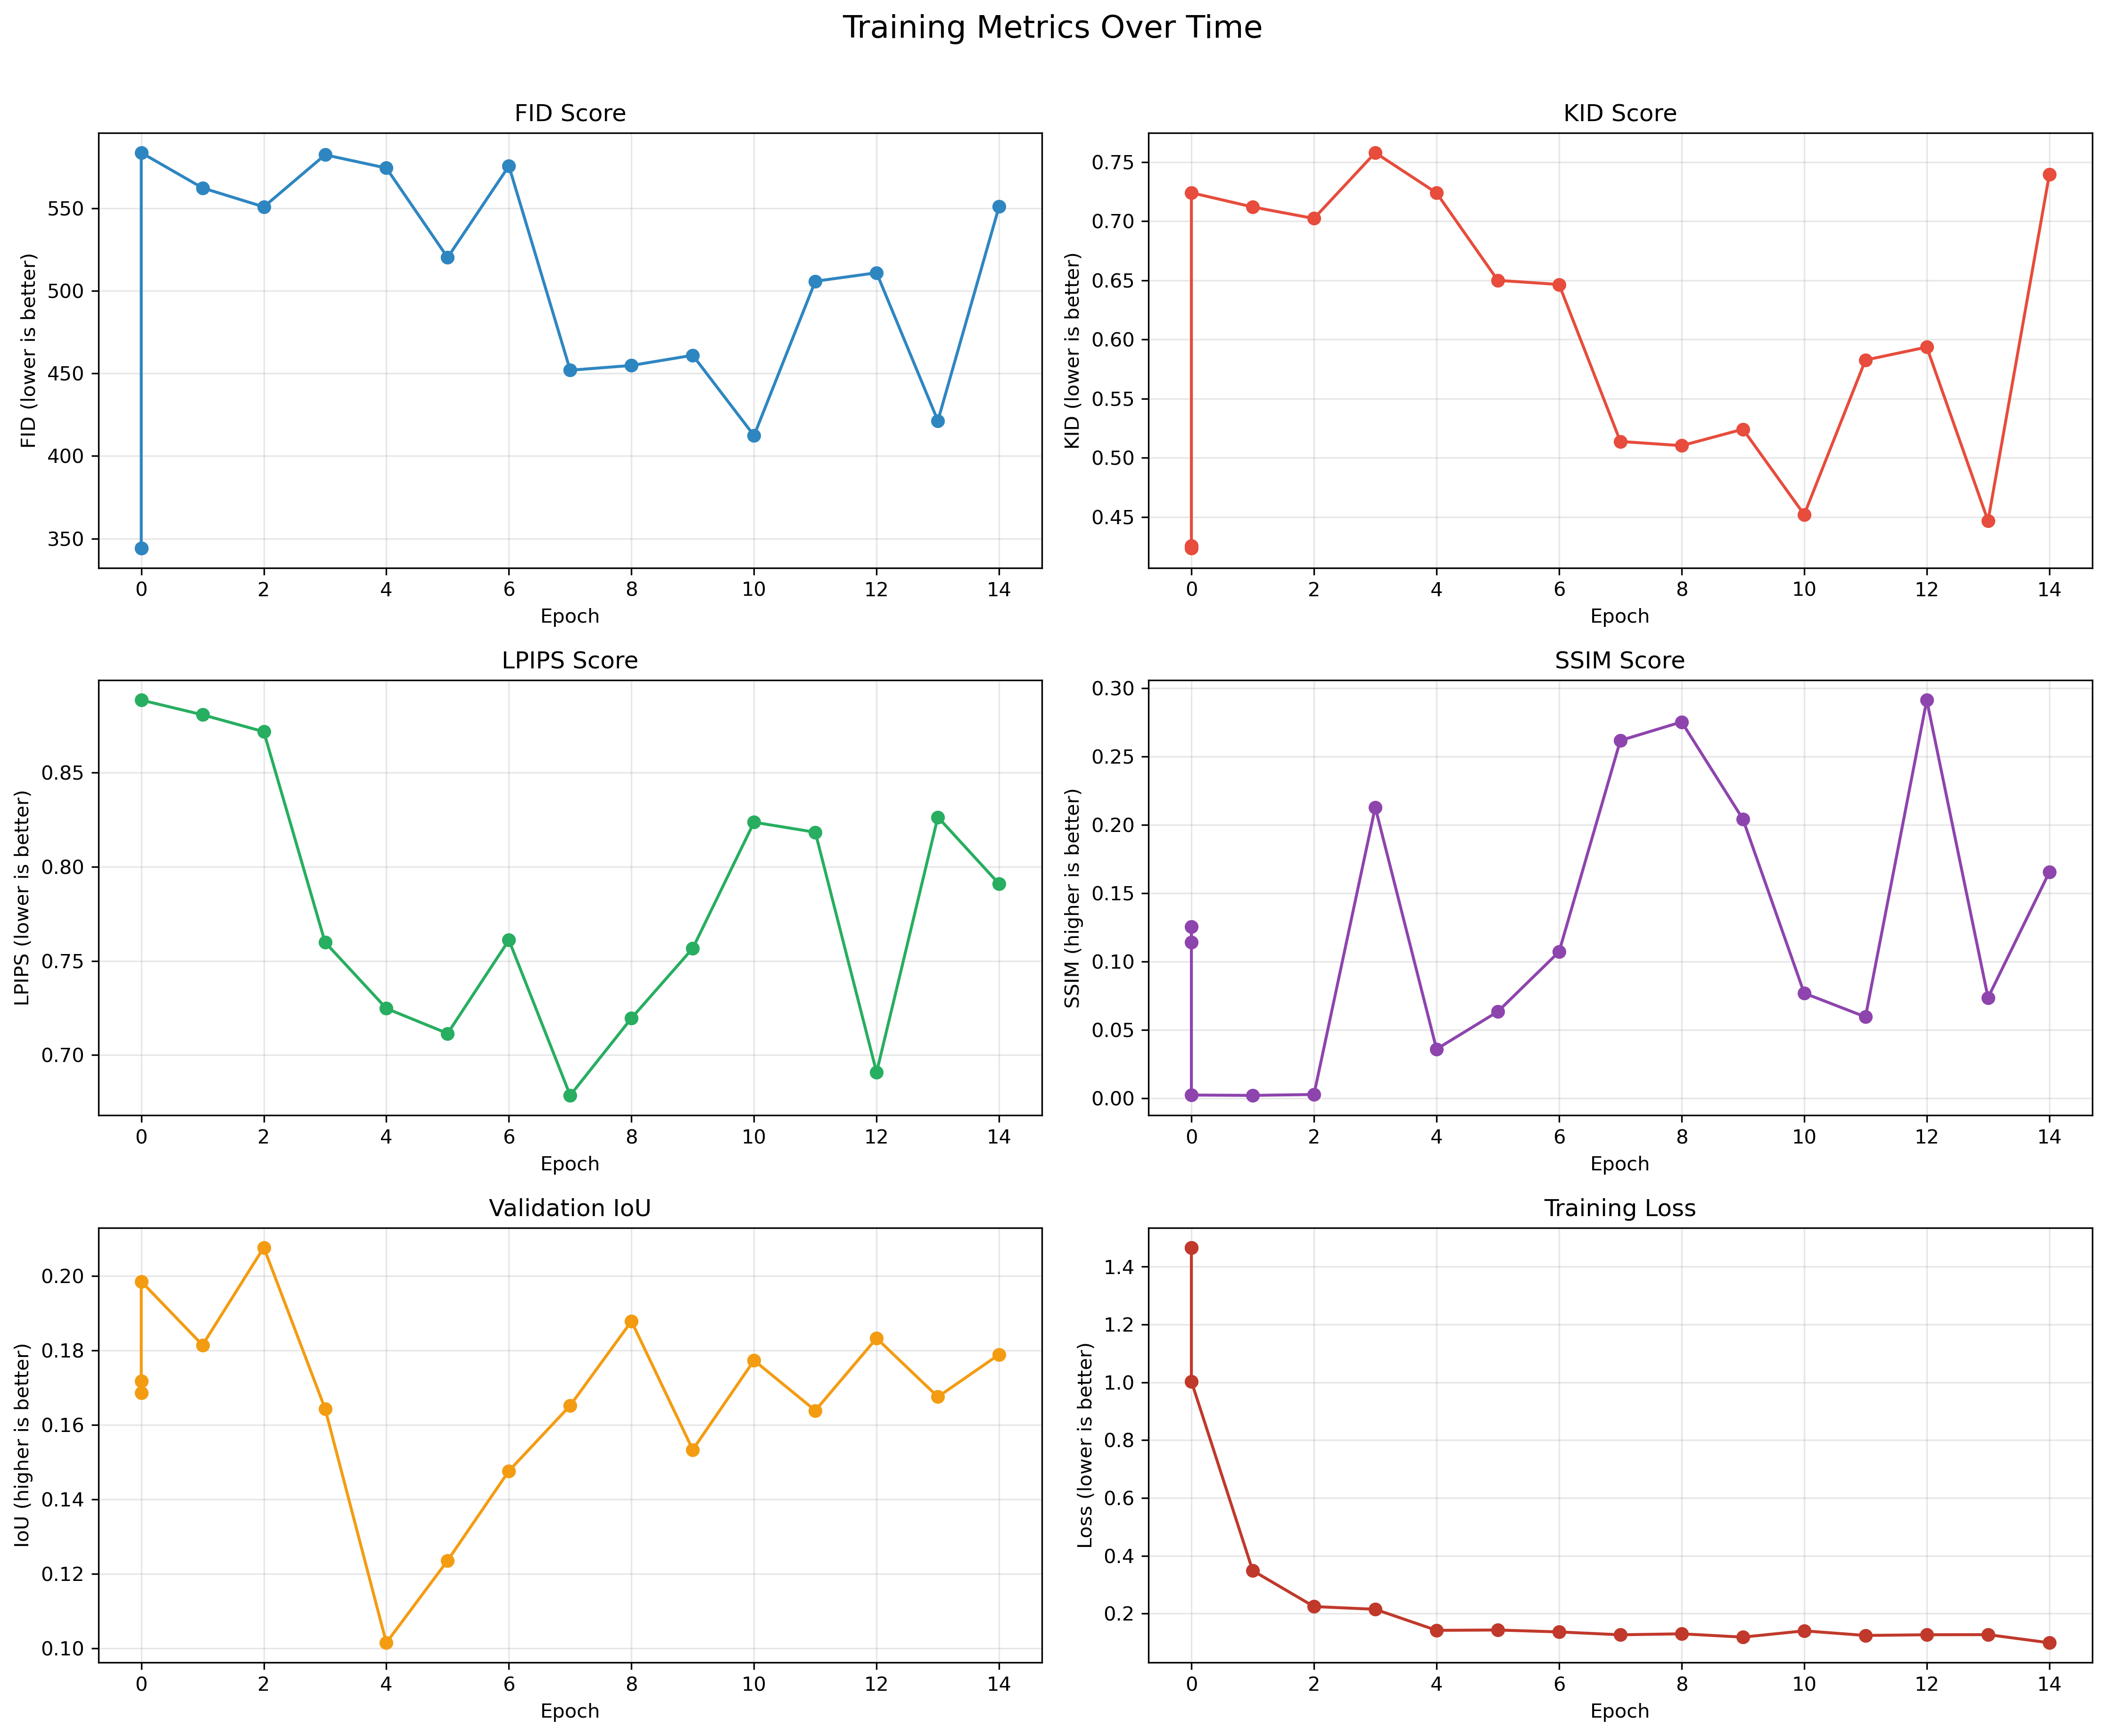 Training Metrics Over Time
FID Score
FID (lower is better)
550
500
450
400
350
0 2 4 6 8 10 12 14
Epoch
KID Score
KID (lower is better)
0.75
0.70
0.65
0.60
0.55
0.50
0.45
0 2 4 6 8 10 12 14
Epoch
LPIPS Score
LPIPS (lower is better)
0.85
0.80
0.75
0.70
0 2 4 6 8 10 12 14
Epoch
SSIM Score
SSIM (higher is better)
0.30
0.25
0.20
0.15
0.10
0.05
0.00
0 2 4 6 8 10 12 14
Epoch
Validation IoU
IoU (higher is better)
0.20
0.18
0.16
0.14
0.12
0.10
0 2 4 6 8 10 12 14
Epoch
Training Loss
Loss (lower is better)
1.4
1.2
1.0
0.8
0.6
0.4
0.2
0 2 4 6 8 10 12 14
Epoch